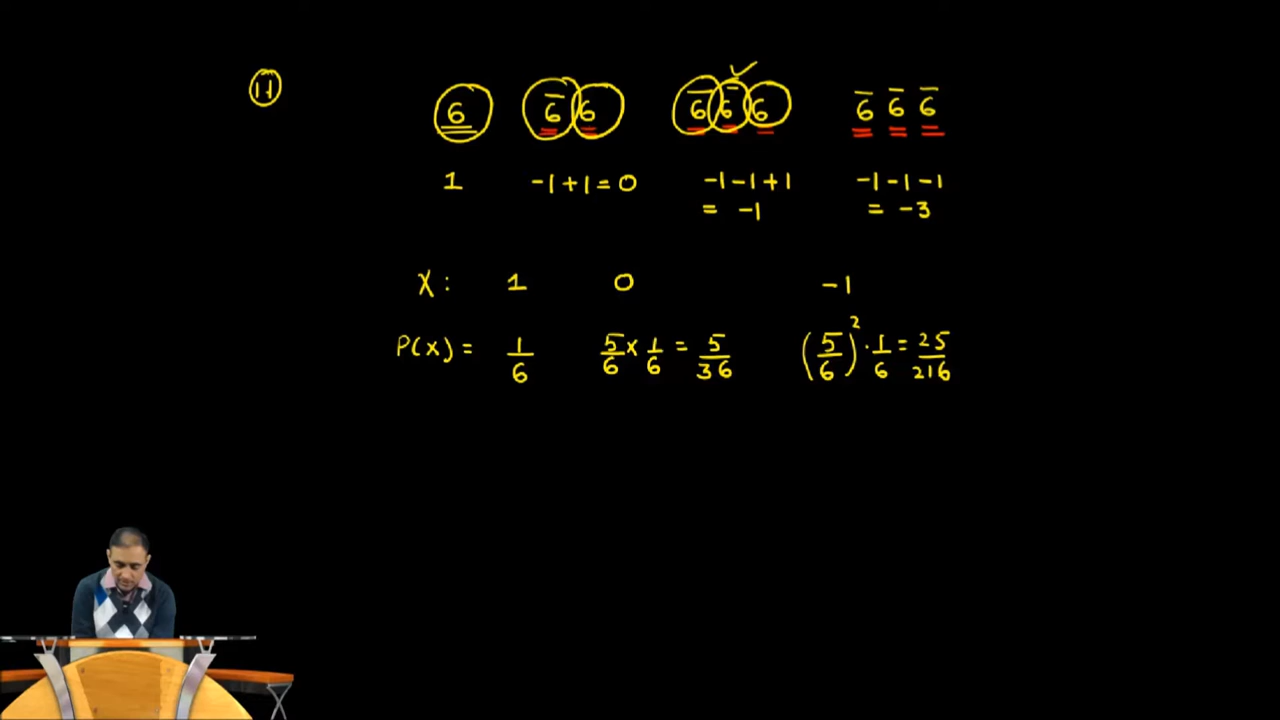 11
6 6̅ 6 6̅ 6̅ 6 6̅ 6̅ 6̅
1 -1+1=0 -1-1+1 -1-1-1
= -1 = -3
X: 1 0 -1
P(X) = 1/6 5/6 × 1/6 = 5/36 (5/6)² · 1/6 = 25/216